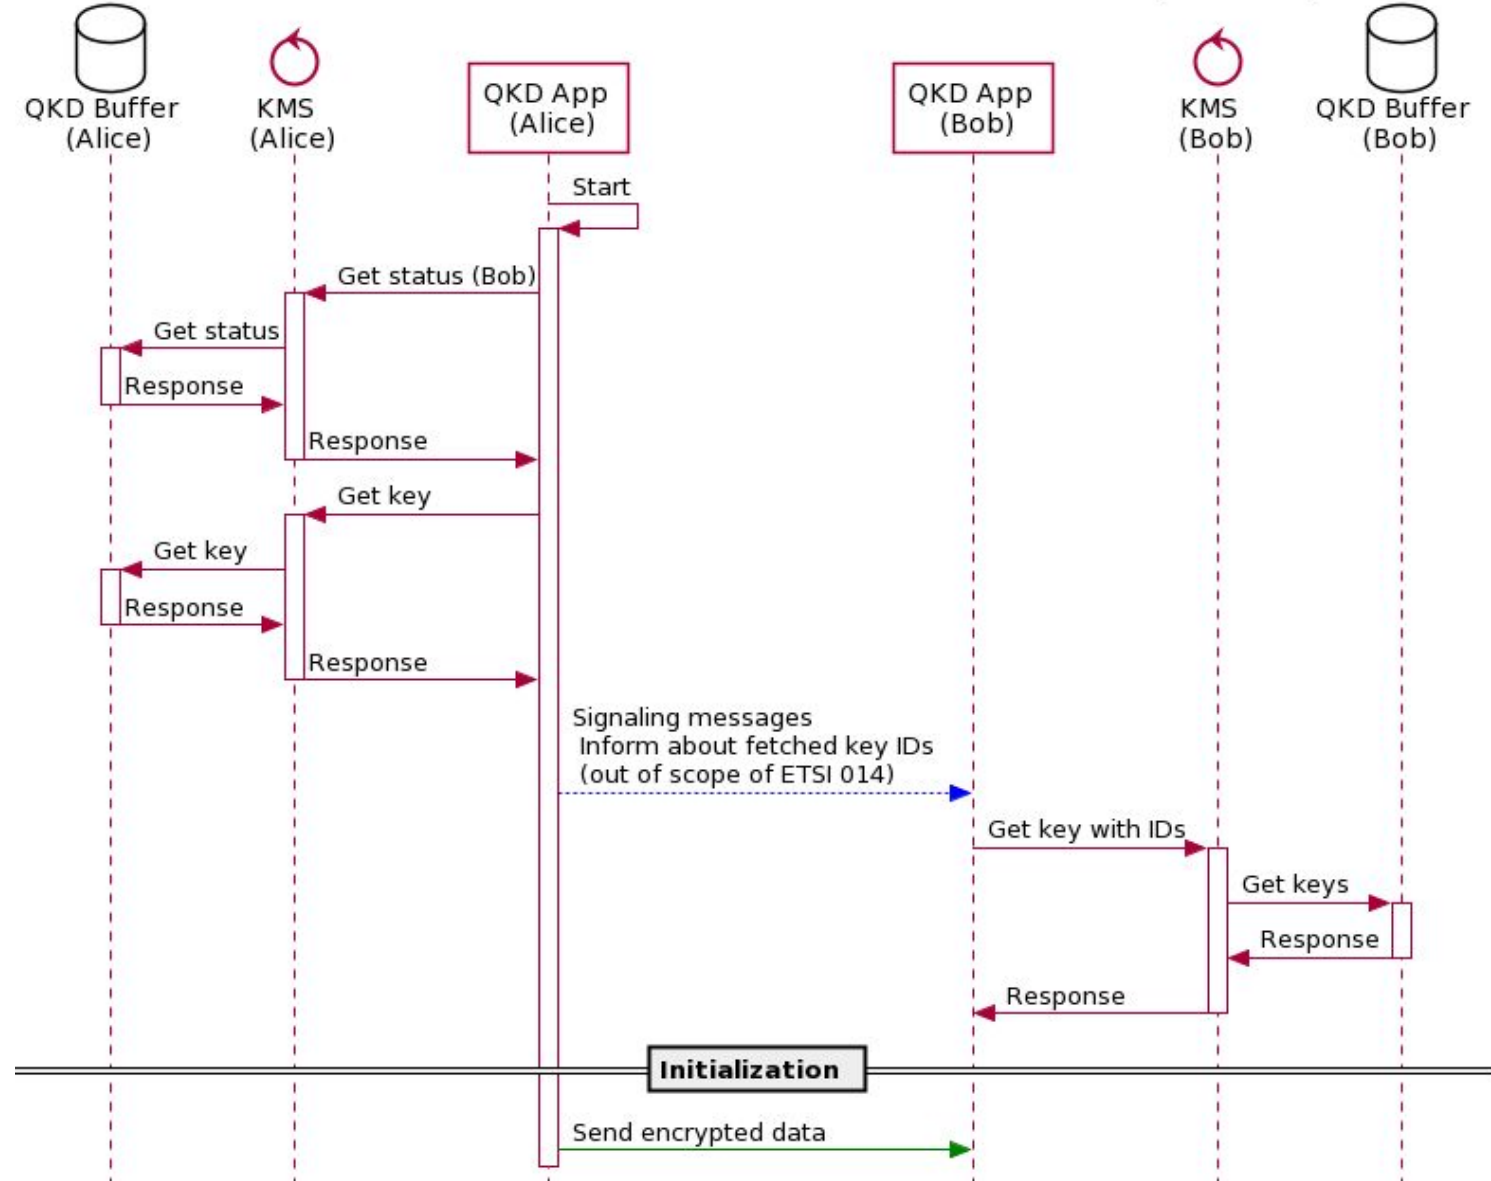 QKD Buffer
(Alice)
KMS
(Alice)
QKD App
(Alice)
QKD App
(Bob)
KMS
(Bob)
QKD Buffer
(Bob)
Start
Get status (Bob)
Get status
Response
Response
Get key
Get key
Response
Response
Signaling messages
Inform about fetched key IDs
(out of scope of ETSI 014)
Get key with IDs
Get keys
Response
Response
Initialization
Send encrypted data